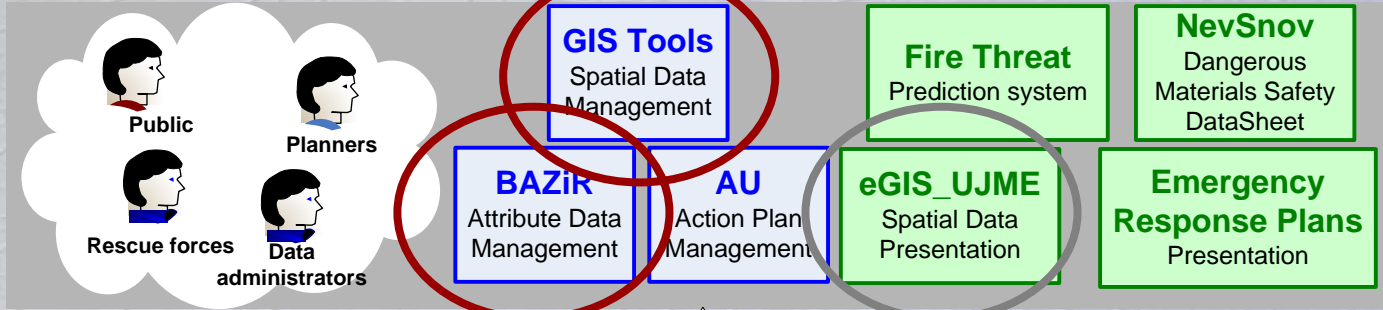 Public
Planners
Rescue forces
Data
administrators
GIS Tools
Spatial Data
Management
BAZiR
Attribute Data
Management
AU
Action Plan
Management
Fire Threat
Prediction system
NevSnov
Dangerous
Materials Safety
DataSheet
eGIS_UJME
Spatial Data
Presentation
Emergency
Response Plans
Presentation